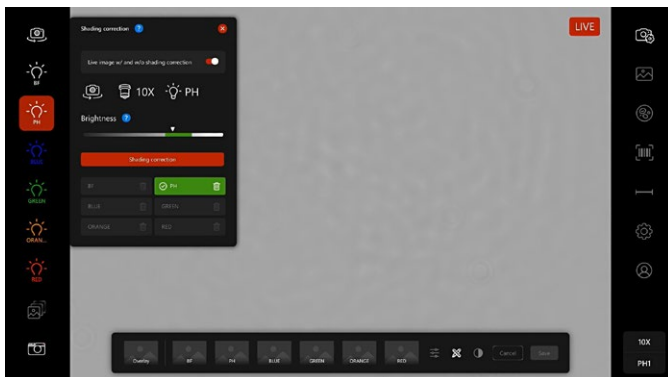 Shading correction ?
Live image w/ and w/o shading correction
10X PH
Brightness ?
Shading correction
BF
PH
BLUE
GREEN
ORANGE
RED
LIVE
BF
PH
BLUE
GREEN
ORAN...
RED
Overlay
BF
PH
BLUE
GREEN
ORANGE
RED
Cancel
Save
10X
PH1